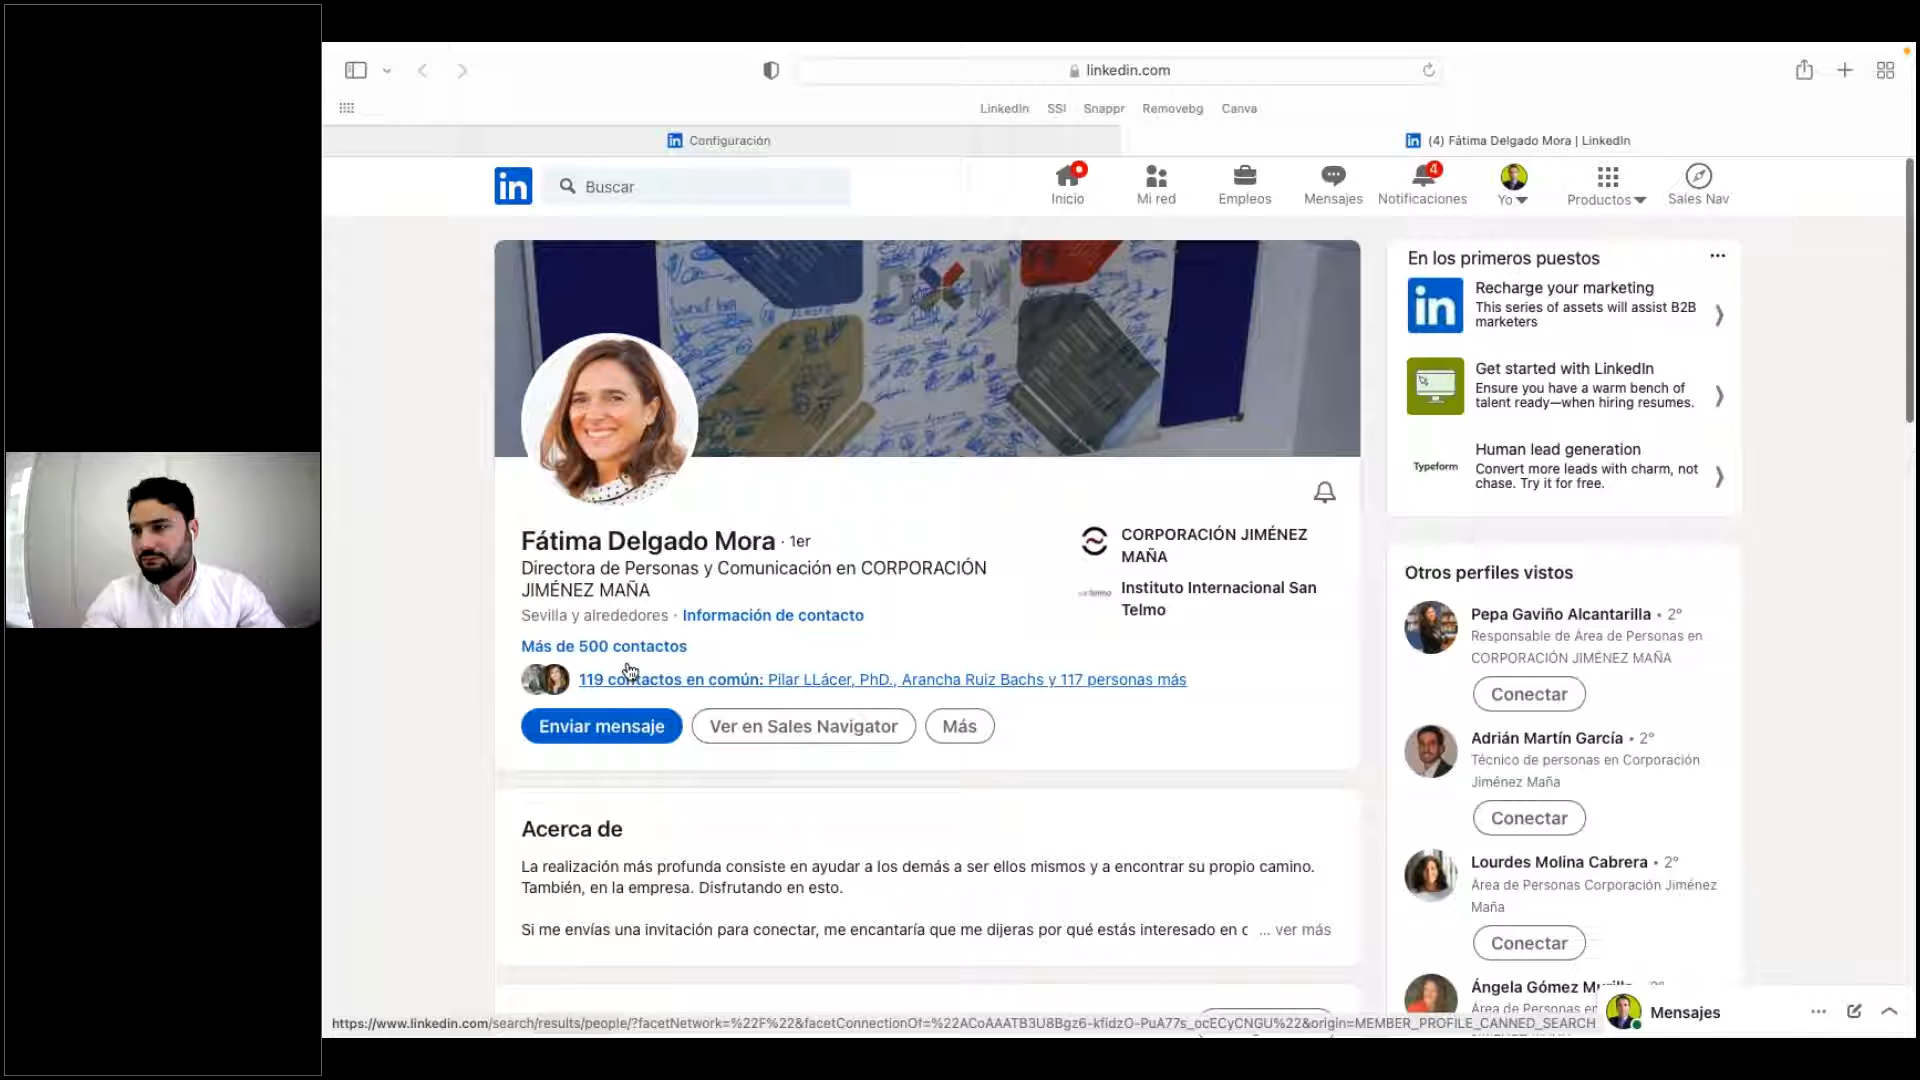 linkedin.com
LinkedIn SSI Snappr Removebg Canva
Configuración
(4) Fátima Delgado Mora | LinkedIn
in
Buscar
Inicio
Mi red
Empleos
Mensajes
4
Notificaciones
Yo
Productos
Sales Nav
DXM
Fátima Delgado Mora · 1er
Directora de Personas y Comunicación en CORPORACIÓN
JIMÉNEZ MAÑA
Sevilla y alrededores · Información de contacto
Más de 500 contactos
119 contactos en común: Pilar LLácer, PhD., Arancha Ruiz Bachs y 117 personas más
Enviar mensaje
Ver en Sales Navigator
Más
CORPORACIÓN JIMÉNEZ
MAÑA
Instituto Internacional San
Telmo
Acerca de
La realización más profunda consiste en ayudar a los demás a ser ellos mismos y a encontrar su propio camino.
También, en la empresa. Disfrutando en esto.
Si me envías una invitación para conectar, me encantaría que me dijeras por qué estás interesado en c ... ver más
En los primeros puestos
in
Recharge your marketing
This series of assets will assist B2B
marketers
Get started with LinkedIn
Ensure you have a warm bench of
talent ready—when hiring resumes.
Typeform
Human lead generation
Convert more leads with charm, not
chase. Try it for free.
Otros perfiles vistos
Pepa Gaviño Alcantarilla • 2º
Responsable de Área de Personas en
CORPORACIÓN JIMÉNEZ MAÑA
Conectar
Adrián Martín García • 2º
Técnico de personas en Corporación
Jiménez Maña
Conectar
Lourdes Molina Cabrera • 2º
Área de Personas Corporación Jiménez
Maña
Conectar
Ángela Gómez
Área de Personas en
Mensajes
https://www.linkedin.com/search/results/people/?facetNetwork=%22F%22&facetConnectionOf=%22ACoAAATB3U8Bgz6-kfidzO-PuA77s_ocECyCNGU%22&origin=MEMBER_PROFILE_CANNED_SEARCH